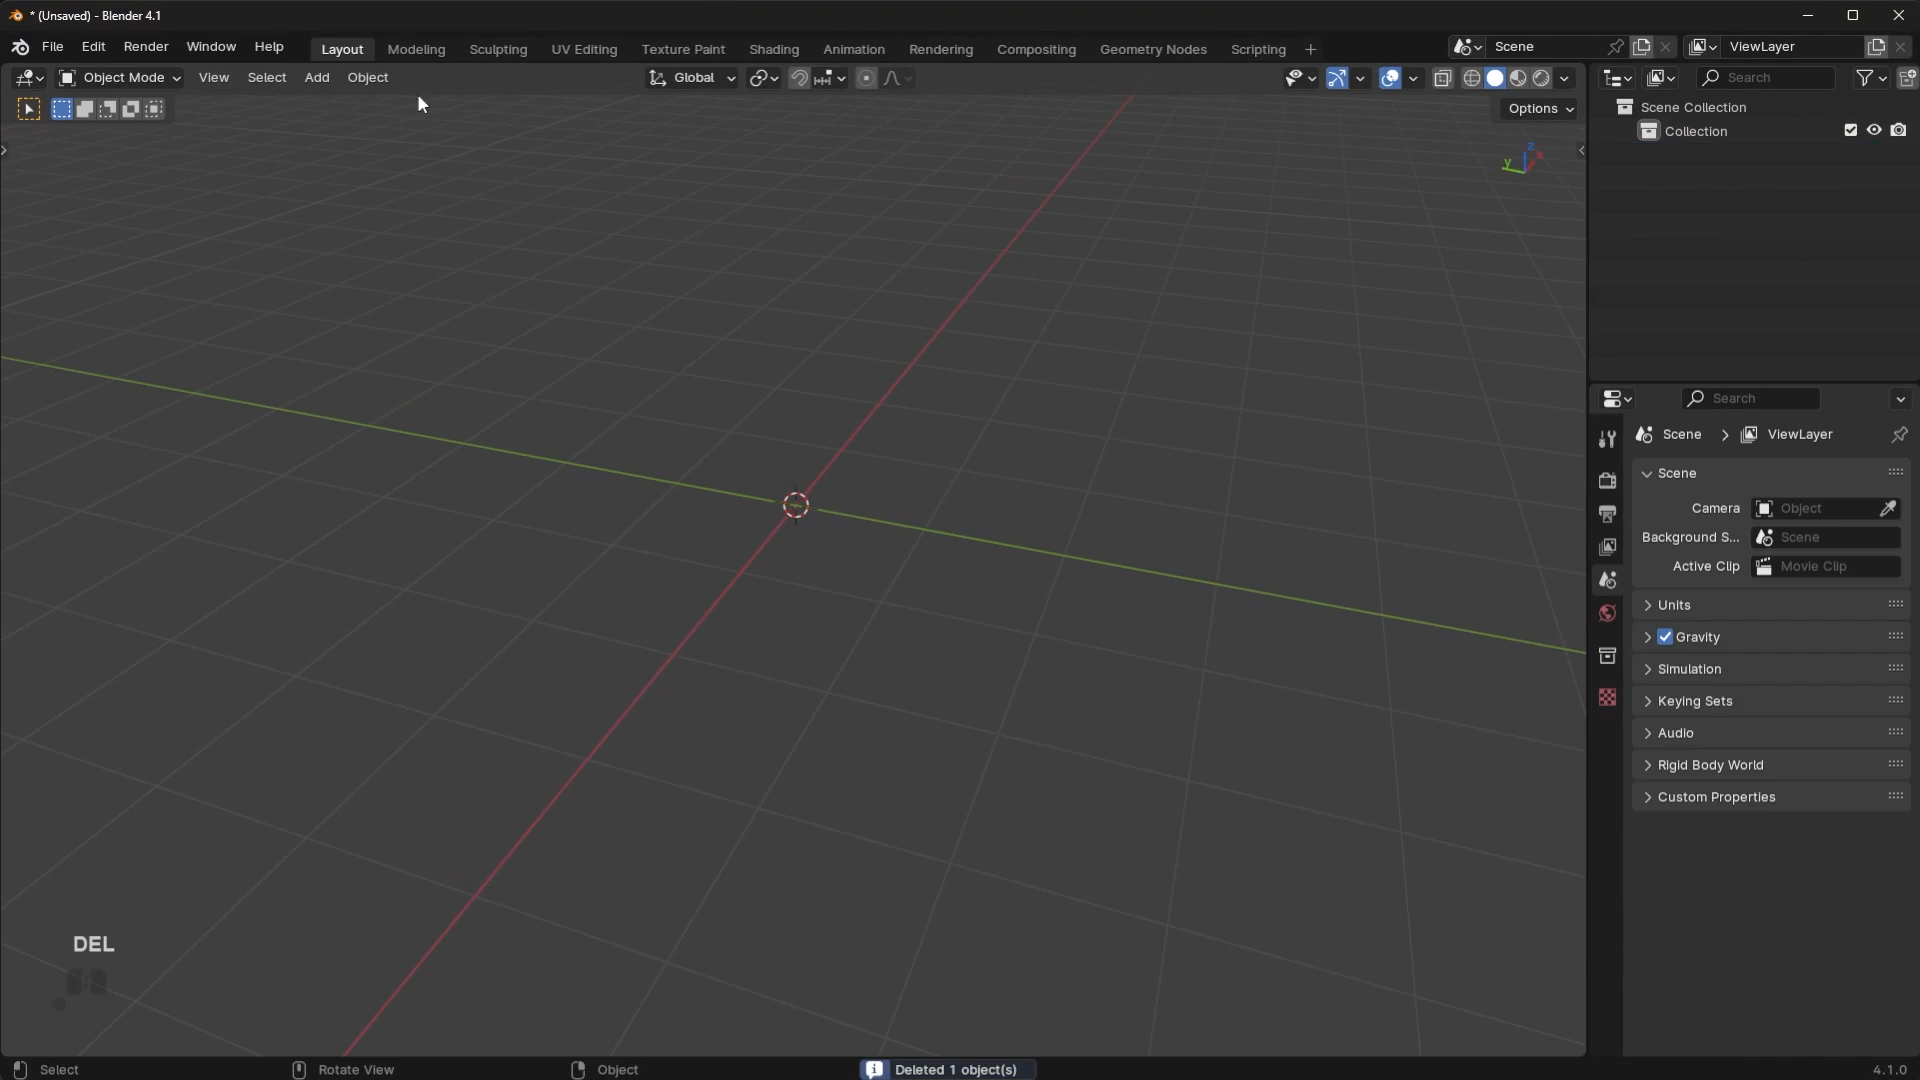 * (Unsaved) - Blender 4.1
File Edit Render Window Help Layout Modeling Sculpting UV Editing Texture Paint Shading Animation Rendering Compositing Geometry Nodes Scripting + Scene ViewLayer
Object Mode View Select Add Object Global Search
Options
Scene Collection
Collection
z
y
x
Search
Scene > ViewLayer
Scene
Camera Object
Background S... Scene
Active Clip Movie Clip
Units
Gravity
Simulation
Keying Sets
Audio
Rigid Body World
Custom Properties
DEL
Select Rotate View Object Deleted 1 object(s) 4.1.0